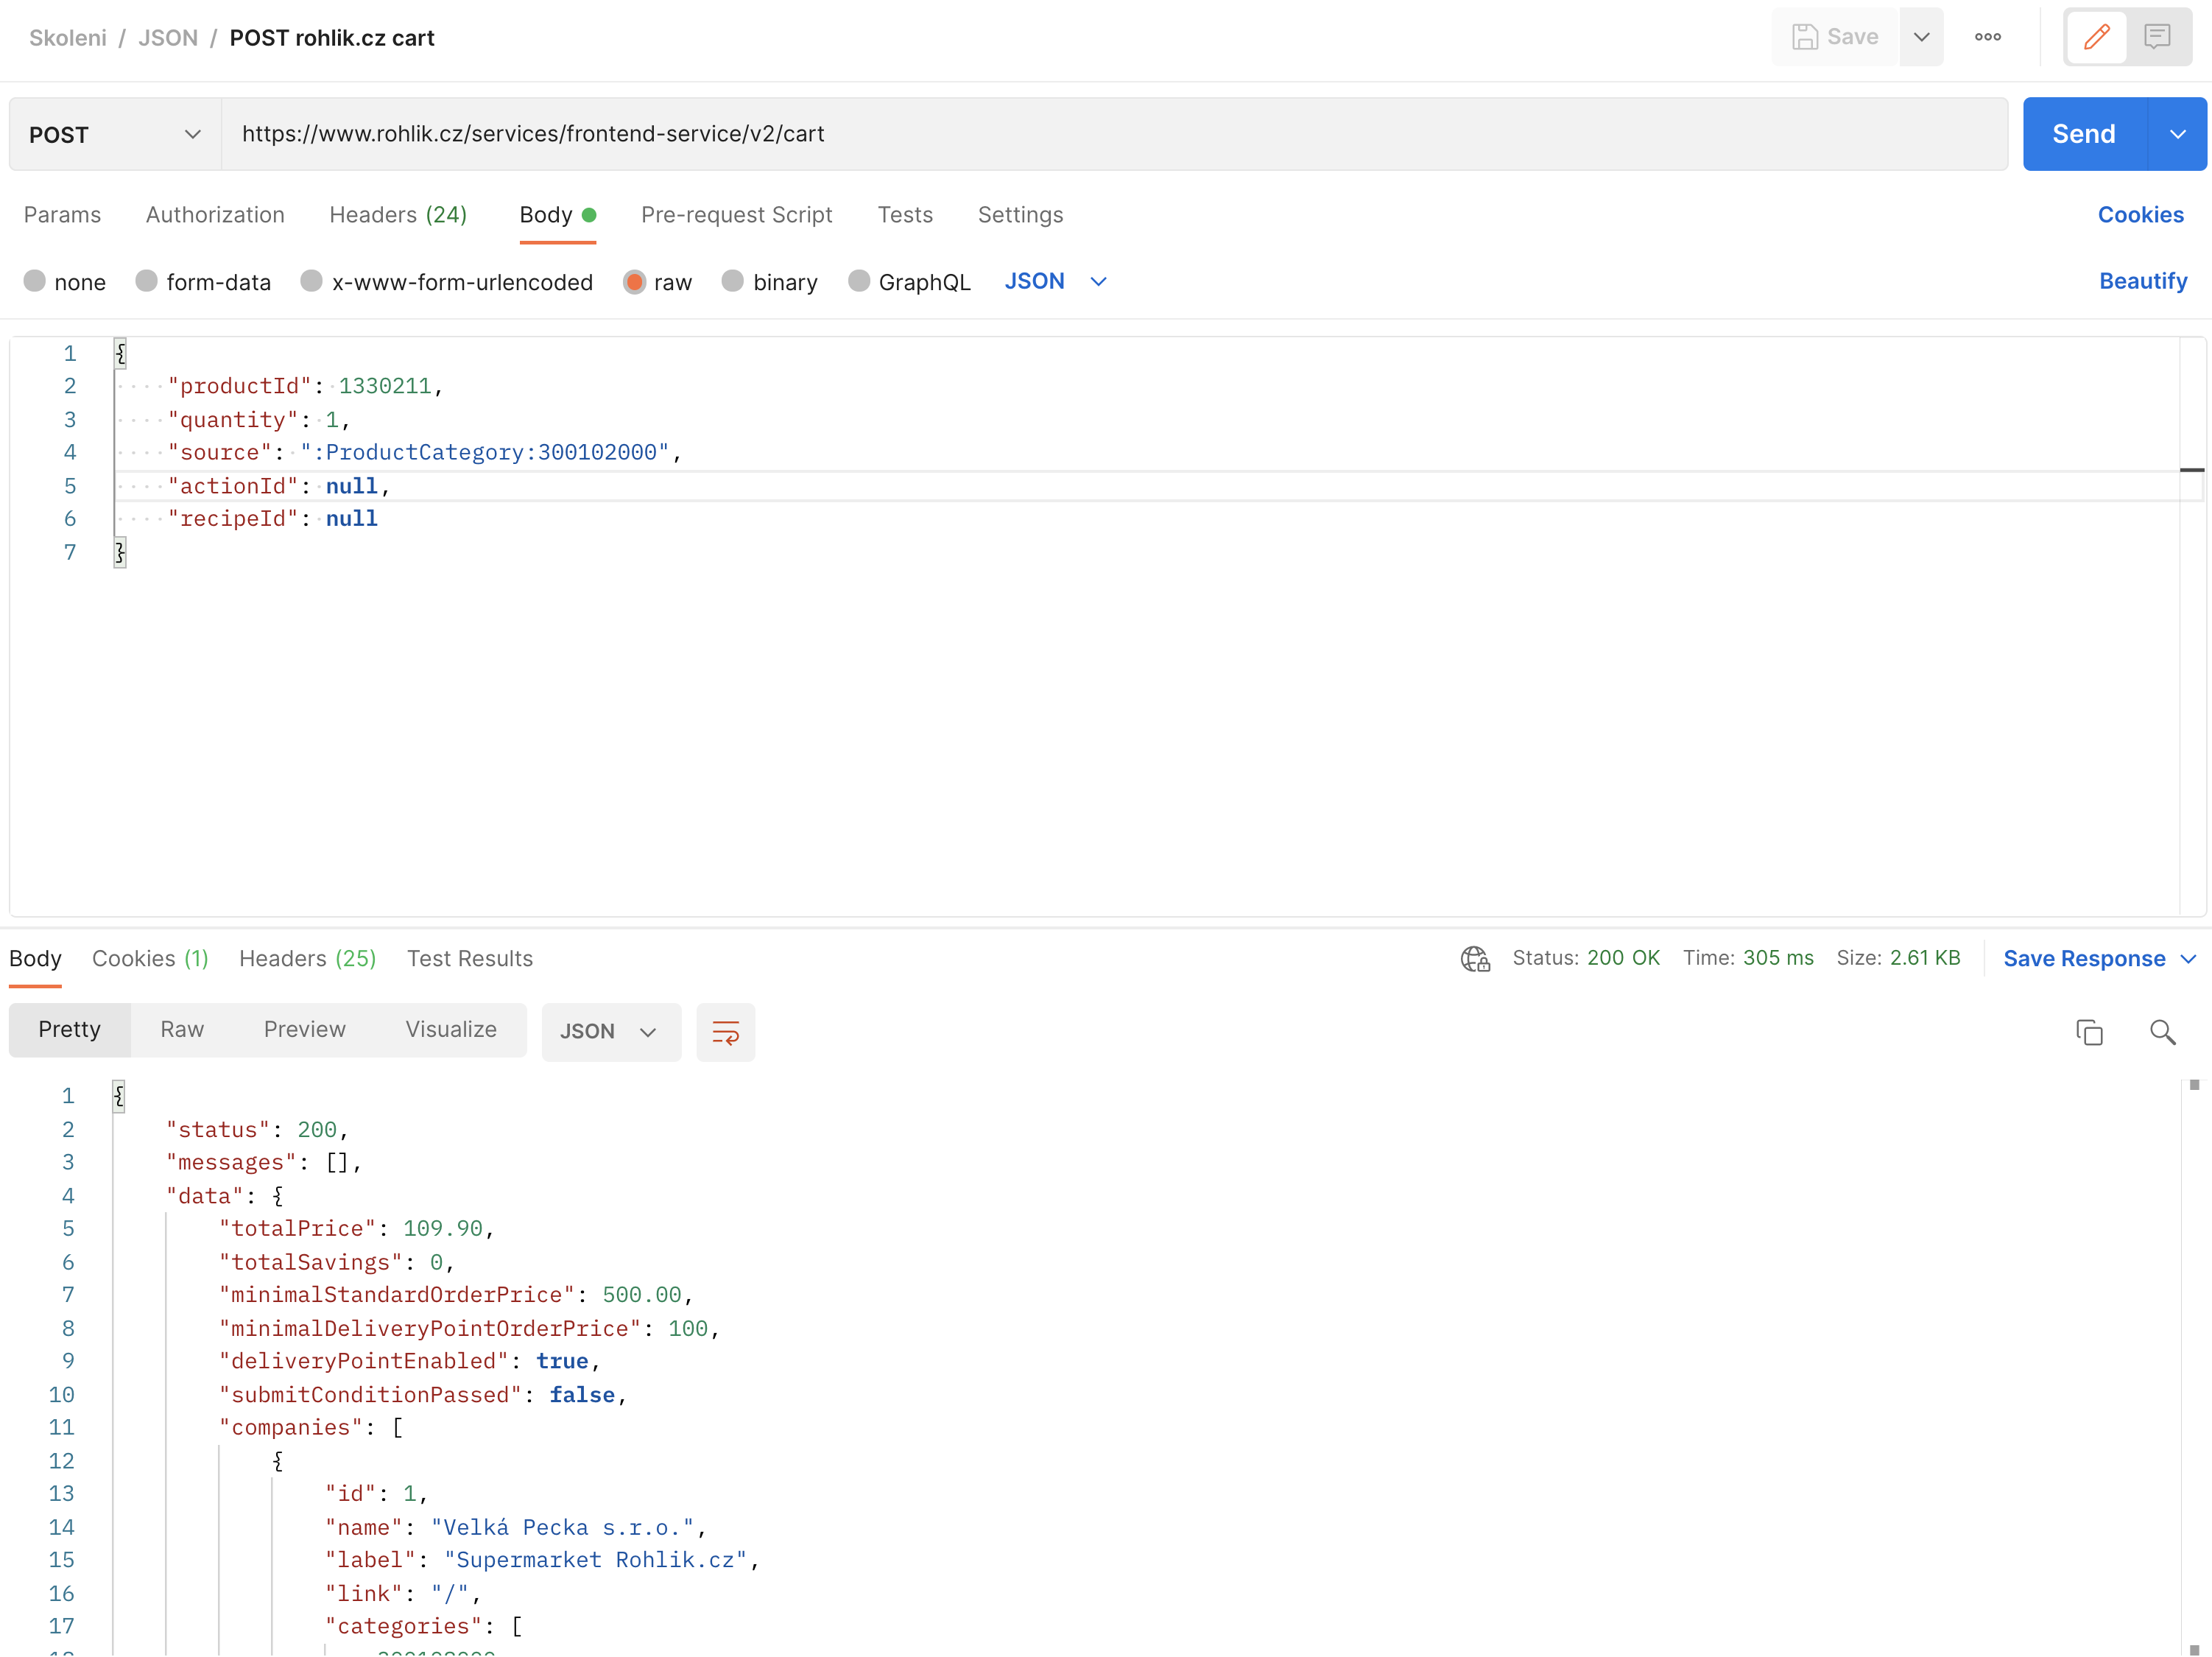 Skoleni / JSON / POST rohlik.cz cart
Save
POST
https://www.rohlik.cz/services/frontend-service/v2/cart
Send
Params Authorization Headers (24) Body Pre-request Script Tests Settings Cookies
none form-data x-www-form-urlencoded raw binary GraphQL JSON Beautify
1 {
2 "productId": 1330211,
3 "quantity": 1,
4 "source": ":ProductCategory:300102000",
5 "actionId": null,
6 "recipeId": null
7 }
Body Cookies (1) Headers (25) Test Results Status: 200 OK Time: 305 ms Size: 2.61 KB Save Response
Pretty Raw Preview Visualize JSON
1 {
2 "status": 200,
3 "messages": [],
4 "data": {
5 "totalPrice": 109.90,
6 "totalSavings": 0,
7 "minimalStandardOrderPrice": 500.00,
8 "minimalDeliveryPointOrderPrice": 100,
9 "deliveryPointEnabled": true,
10 "submitConditionPassed": false,
11 "companies": [
12 {
13 "id": 1,
14 "name": "Velká Pecka s.r.o.",
15 "label": "Supermarket Rohlik.cz",
16 "link": "/",
17 "categories": [